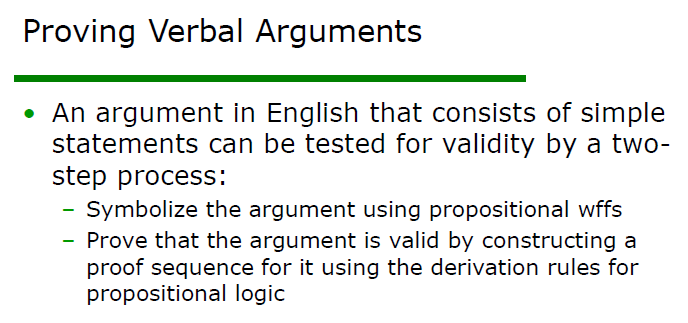 Proving Verbal Arguments
• An argument in English that consists of simple
statements can be tested for validity by a two-
step process:
– Symbolize the argument using propositional wffs
– Prove that the argument is valid by constructing a
proof sequence for it using the derivation rules for
propositional logic